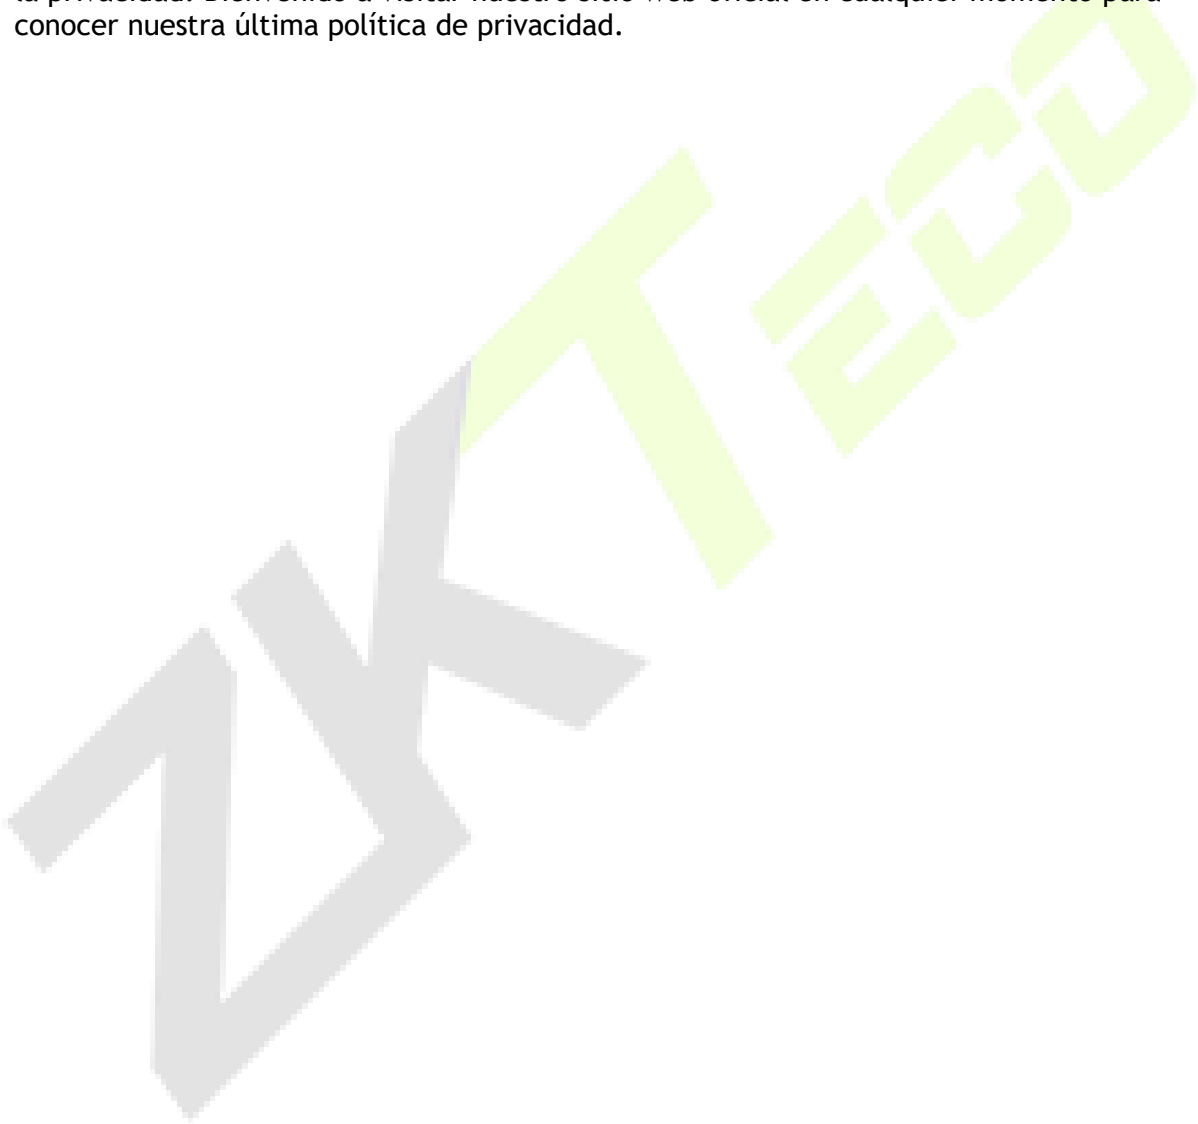 la privacidad. Bienvenido a visitar nuestro sitio web oficial en cualquier momento para
conocer nuestra última política de privacidad.
ZKTECO